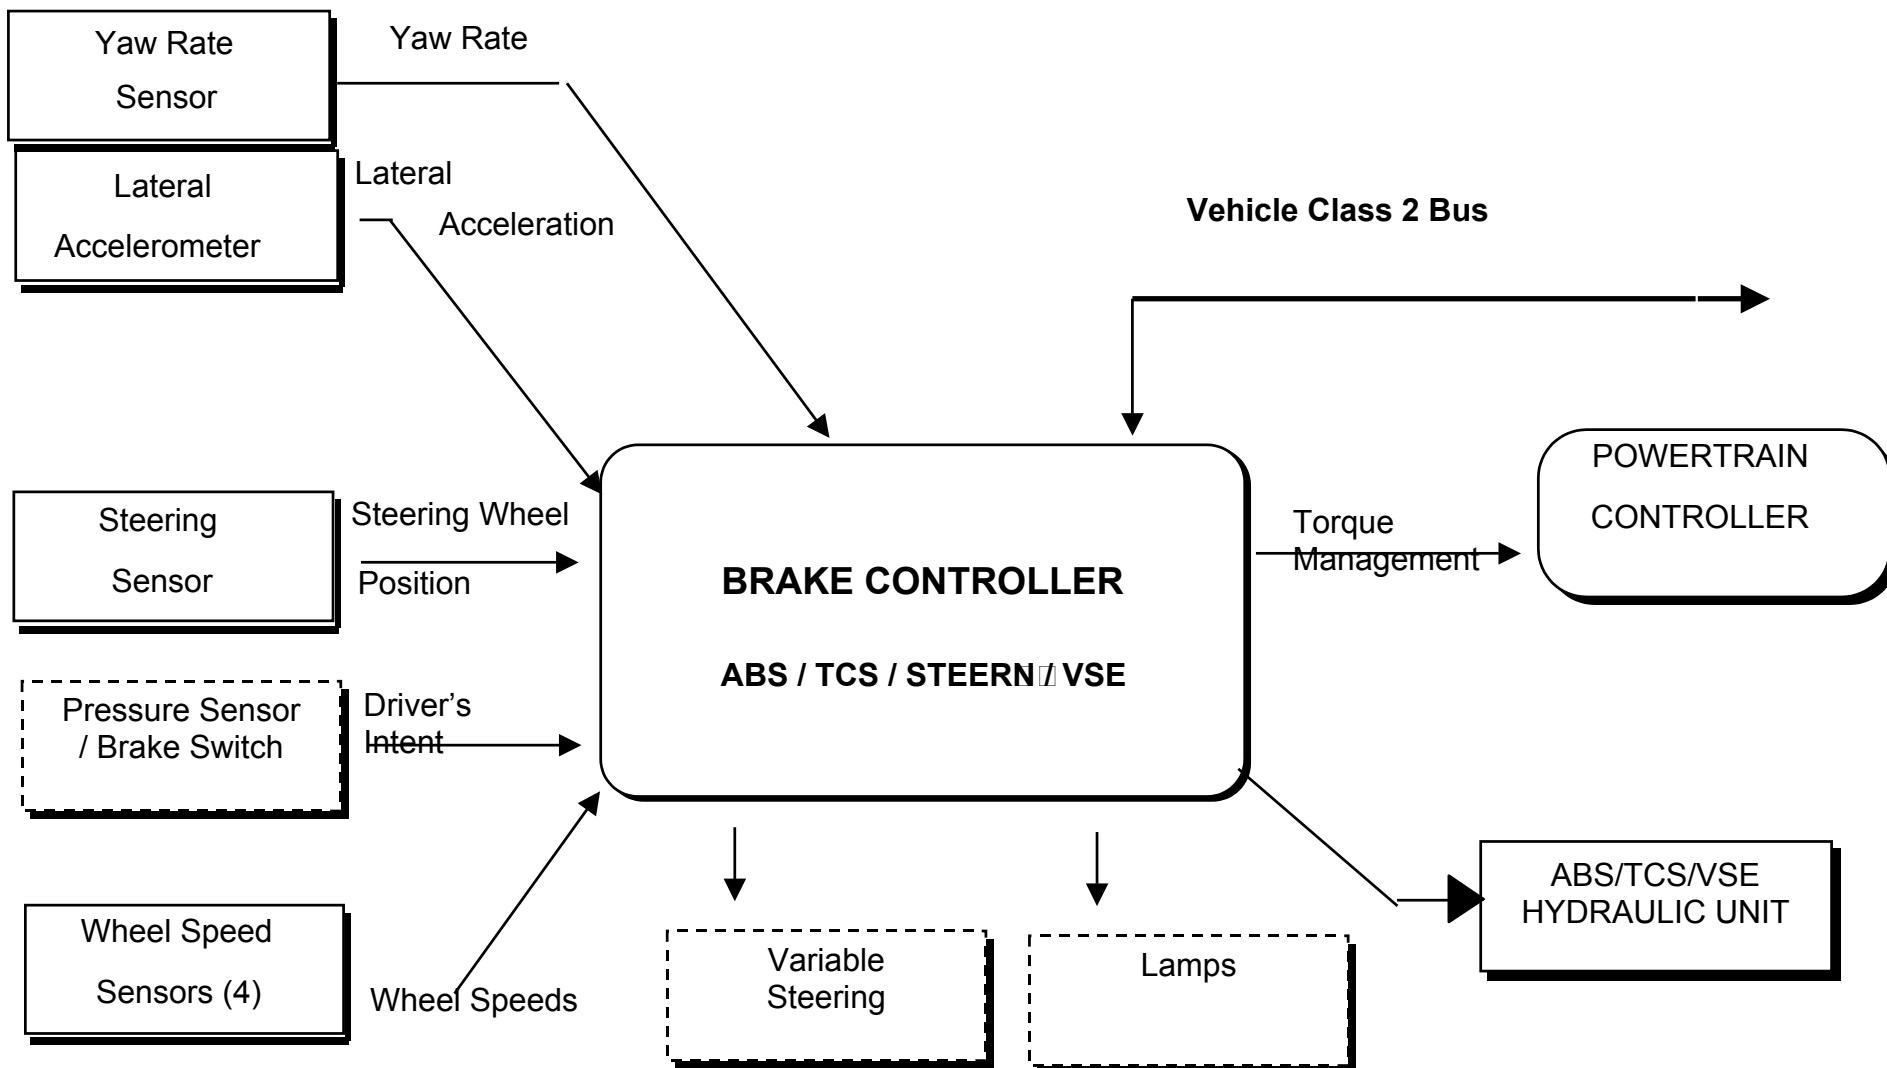 Yaw Rate
Sensor
Yaw Rate
Lateral
Accelerometer
Lateral
Acceleration
Vehicle Class 2 Bus
Steering
Sensor
Steering Wheel
Position
Pressure Sensor
/ Brake Switch
Driver’s
Intent
Wheel Speed
Sensors (4)
Wheel Speeds
BRAKE CONTROLLER
ABS / TCS / STEERN / VSE
Torque
Management
POWERTRAIN
CONTROLLER
ABS/TCS/VSE
HYDRAULIC UNIT
Variable
Steering
Lamps